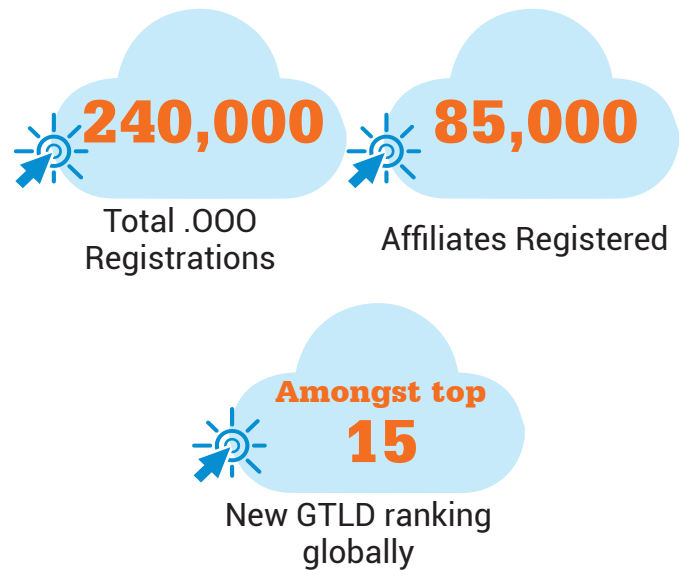 240,000
Total .OOO
Registrations
85,000
Affiliates Registered
Amongst top
15
New GTLD ranking
globally